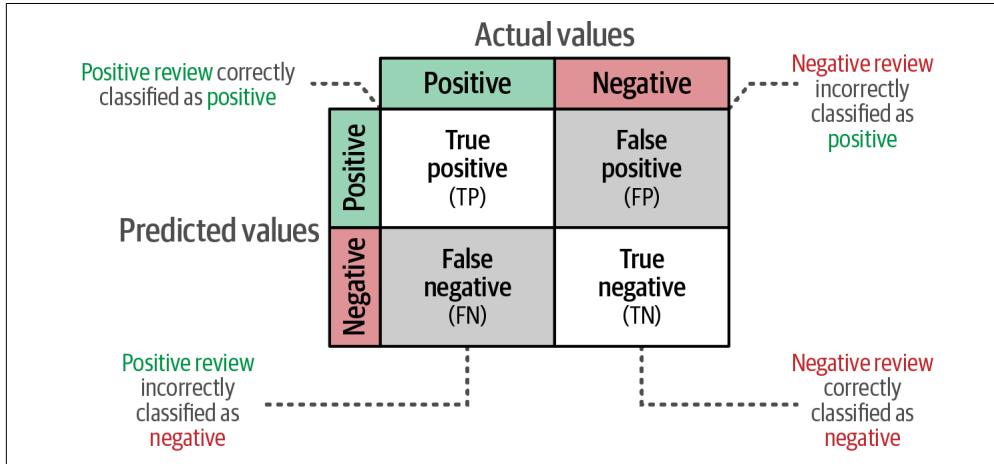 Actual values
Positive review correctly
classified as positive
Positive
Negative
Negative review
incorrectly
classified as
positive
Predicted values
Positive
True
positive
(TP)
False
positive
(FP)
Negative
False
negative
(FN)
True
negative
(TN)
Positive review
incorrectly
classified as
negative
Negative review
correctly
classified as
negative